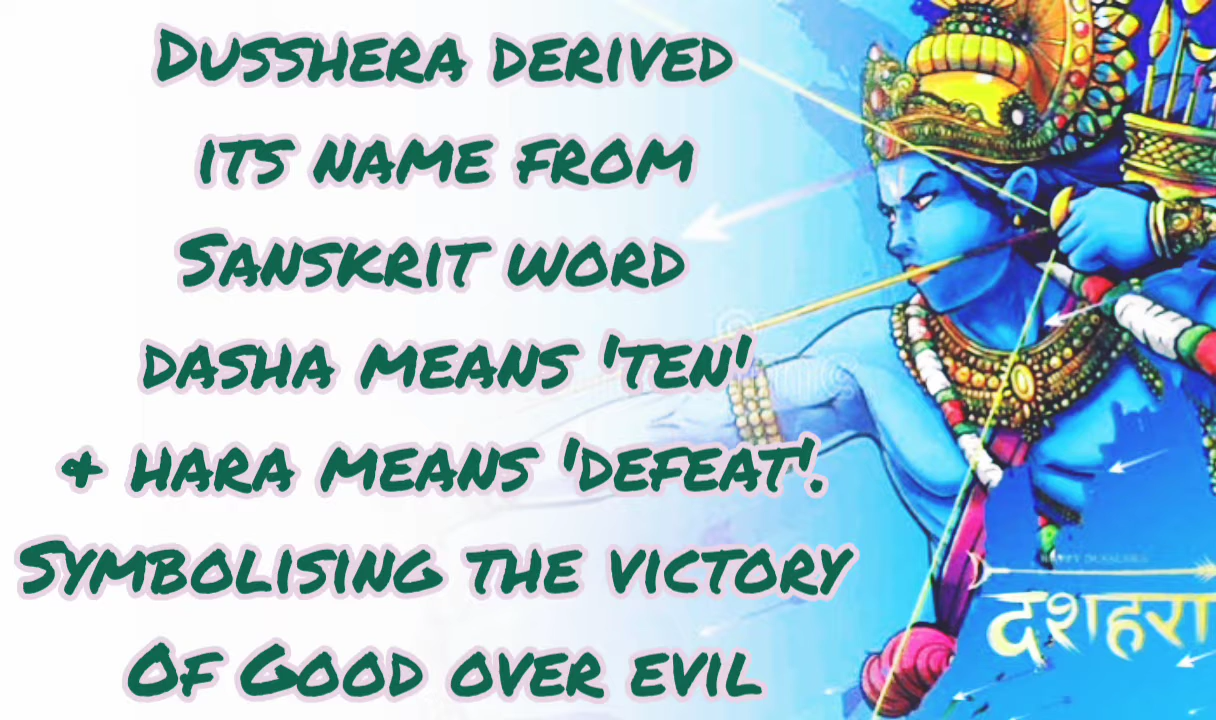 Dusshera derived
its name from
Sanskrit word
dasha means 'ten'
& hara means 'defeat'.
Symbolising the victory
Of Good over evil
दशहरा